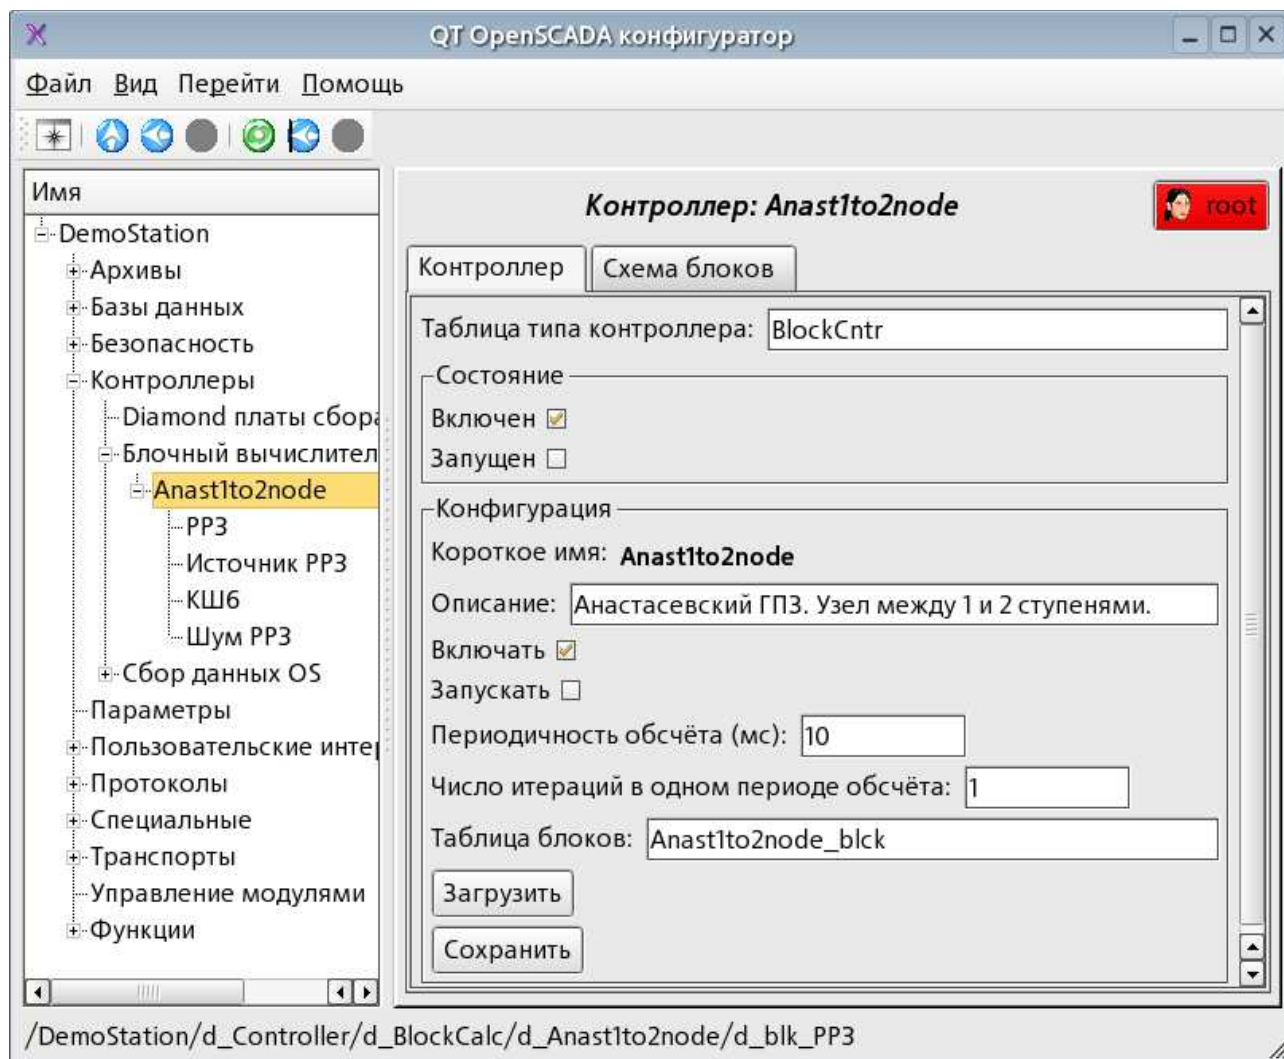 QT OpenSCADA конфигуратор
Файл Вид Перейти Помощь
Имя
DemoStation
Архивы
Базы данных
Безопасность
Контроллеры
Diamond платы сбора
Блочный вычислител
Anast1to2node
РР3
Источник РР3
КШ6
Шум РР3
Сбор данных OS
Параметры
Пользовательские интер
Протоколы
Специальные
Транспорты
Управление модулями
Функции
Контроллер: Anast1to2node
root
Контроллер Схема блоков
Таблица типа контроллера: BlockCntr
Состояние
Включен
Запущен
Конфигурация
Короткое имя: Anast1to2node
Описание: Анастасевский ГПЗ. Узел между 1 и 2 ступенями.
Включать
Запускать
Периодичность обсчёта (мс): 10
Число итераций в одном периоде обсчёта: 1
Таблица блоков: Anast1to2node_blck
Загрузить
Сохранить
/DemoStation/d_Controller/d_BlockCalc/d_Anast1to2node/d_blk_PP3